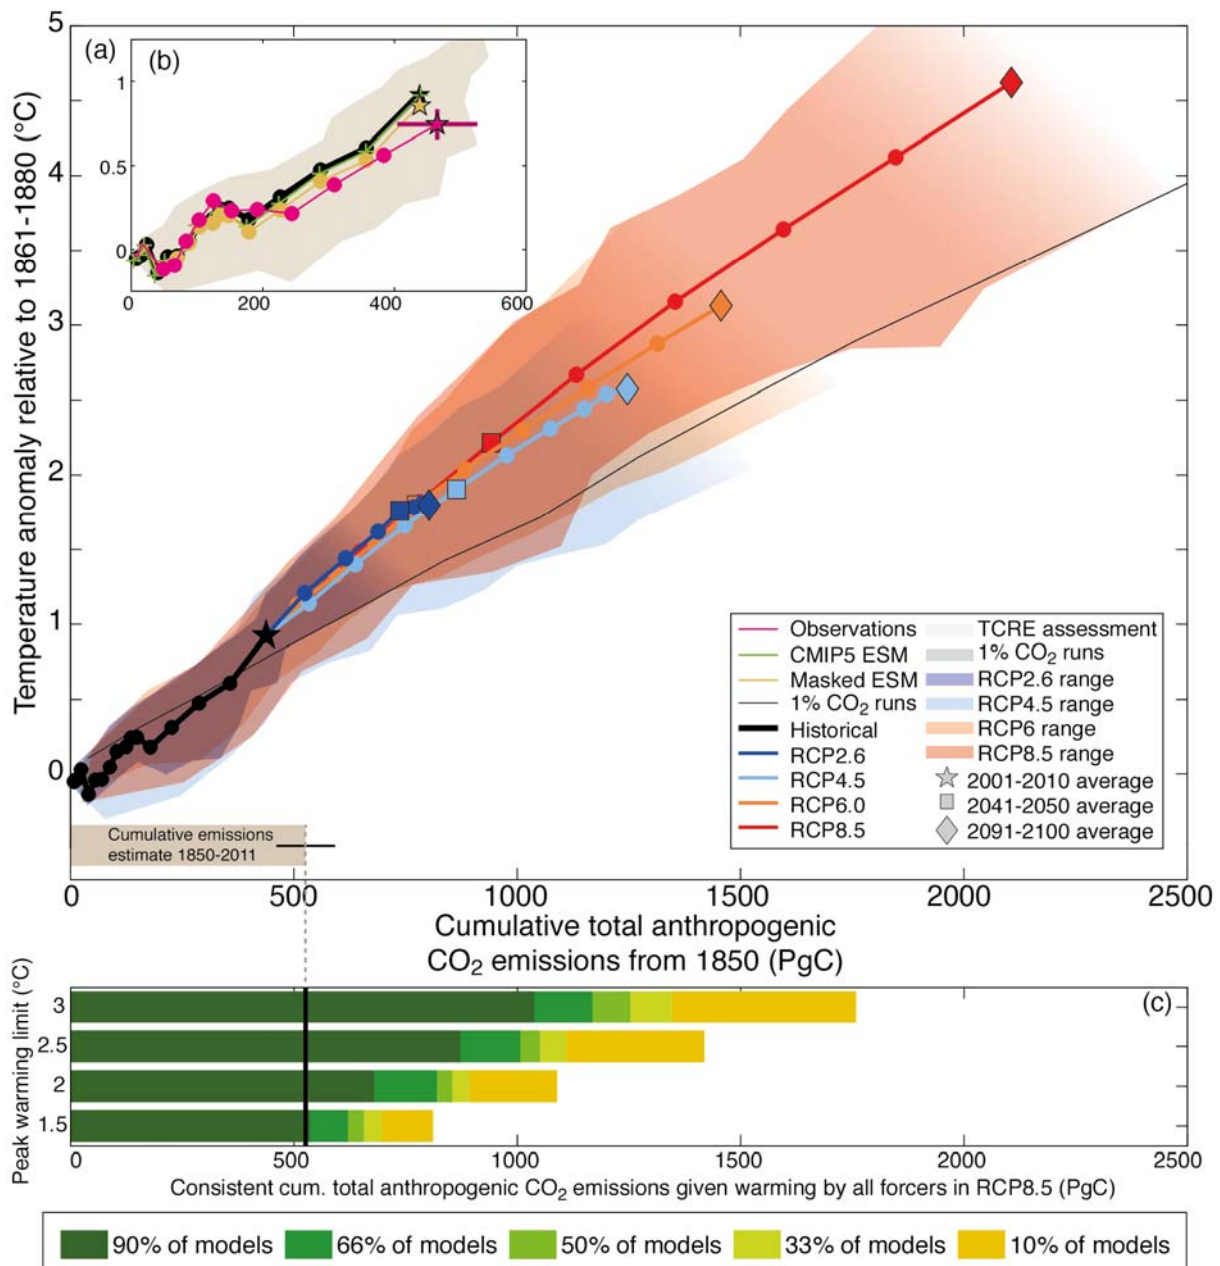 5
4
3
2
1
0
Temperature anomaly relative to 1861-1880 (°C)
(a)
(b)
1
0.5
0
0
200
400
600
Observations
CMIP5 ESM
Masked ESM
1% CO2 runs
Historical
RCP2.6
RCP4.5
RCP6.0
RCP8.5
TCRE assessment
1% CO2 runs
RCP2.6 range
RCP4.5 range
RCP6 range
RCP8.5 range
2001-2010 average
2041-2050 average
2091-2100 average
Cumulative emissions
estimate 1850-2011
0
500
1000
1500
2000
2500
Cumulative total anthropogenic
CO2 emissions from 1850 (PgC)
Peak warming limit (°C)
(c)
3
2.5
2
1.5
0
500
1000
1500
2000
2500
Consistent cum. total anthropogenic CO2 emissions given warming by all forcers in RCP8.5 (PgC)
90% of models
66% of models
50% of models
33% of models
10% of models